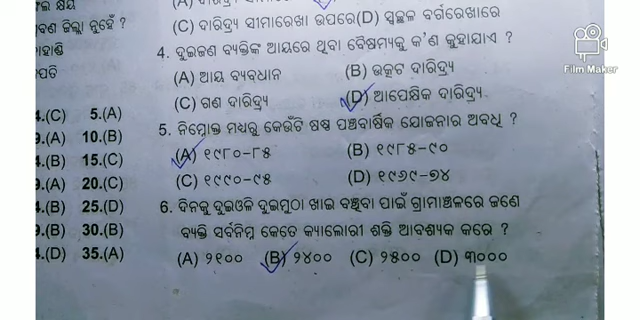 ବଣ ଜିଲ୍ଲା ନୁହେଁ ?
(C) ଦାରିଦ୍ର୍ୟ ସୀମାରେଖା ଉପରେ (D) ସ୍ଵଚ୍ଛଳ ବର୍ଗରେଖାରେ
4. ଦୁଇଜଣ ବ୍ୟକ୍ତିଙ୍କ ଆୟରେ ଥିବା ବୈଷମ୍ୟକୁ କ'ଣ କୁହାଯାଏ ?
(A) ଆୟ ବ୍ୟବଧାନ (B) ଉତ୍କଟ ଦାରିଦ୍ର୍ୟ
(C) ଗଣ ଦାରିଦ୍ର୍ୟ (D) ଆପେକ୍ଷିକ ଦାରିଦ୍ର୍ୟ
5. ନିମ୍ନୋକ୍ତ ମଧ୍ୟରୁ କେଉଁଟି ଷଷ୍ଠ ପଞ୍ଚବାର୍ଷିକ ଯୋଜନାର ଅବଧି ?
(A) ୧୯୮୦-୮୫ (B) ୧୯୮୫-୯୦
(C) ୧୯୯୦-୯୫ (D) ୧୯୬୯-୭୪
6. ଦିନକୁ ଦୁଇଓଳି ଦୁଇମୁଠା ଖାଇ ବଞ୍ଚିବା ପାଇଁ ଗ୍ରାମାଞ୍ଚଳରେ ଜଣେ
ବ୍ୟକ୍ତି ସର୍ବନିମ୍ନ କେତେ କ୍ୟାଲୋରୀ ଶକ୍ତି ଆବଶ୍ୟକ କରେ ?
(A) ୨୧୦୦ (B) ୨୪୦୦ (C) ୨୫୦୦ (D) ୩୦୦୦
.(C) 5.(A)
.(A) 10.(B)
.(B) 15.(C)
.(A) 20.(C)
.(B) 25.(D)
.(B) 30.(B)
.(D) 35.(A)
Film Maker